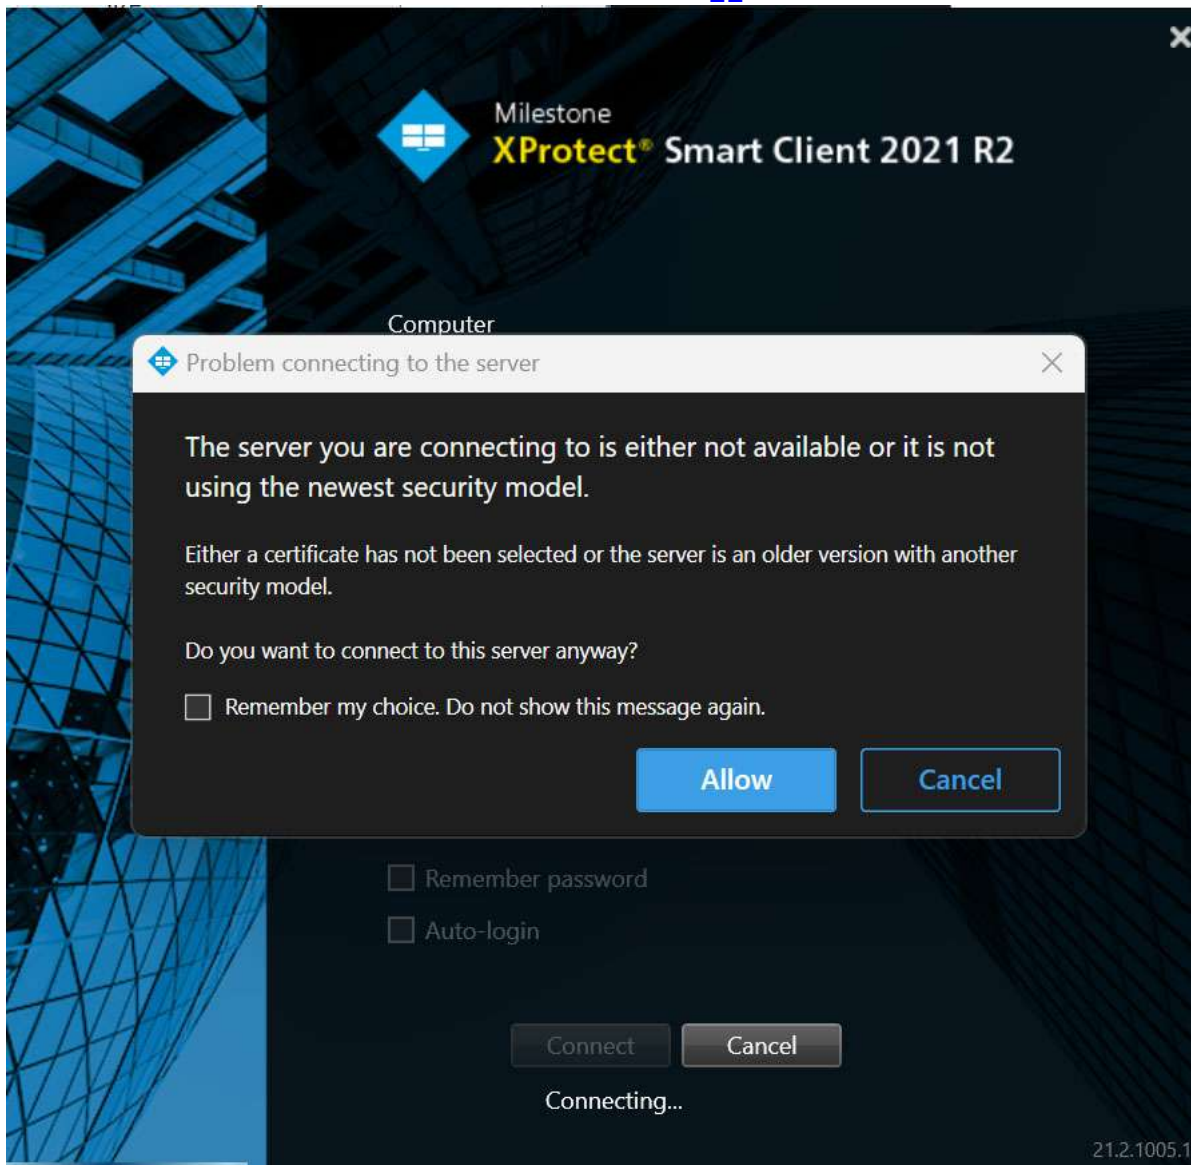 Milestone
XProtect® Smart Client 2021 R2
Computer
Problem connecting to the server
The server you are connecting to is either not available or it is not
using the newest security model.
Either a certificate has not been selected or the server is an older version with another
security model.
Do you want to connect to this server anyway?
Remember my choice. Do not show this message again.
Allow
Cancel
Remember password
Auto-login
Connect
Cancel
Connecting...
21.2.1005.1